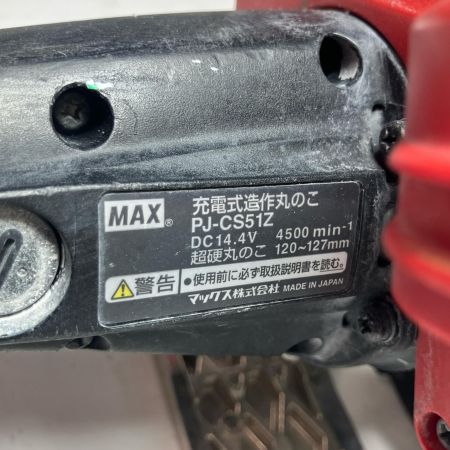 MAX®
充電式造作丸のこ
PJ-CS51Z
DC14.4V 4500 min-1
超硬丸のこ 120~127mm
警告 ●使用前に必ず取扱説明書を読む。
マックス株式会社 MADE IN JAPAN